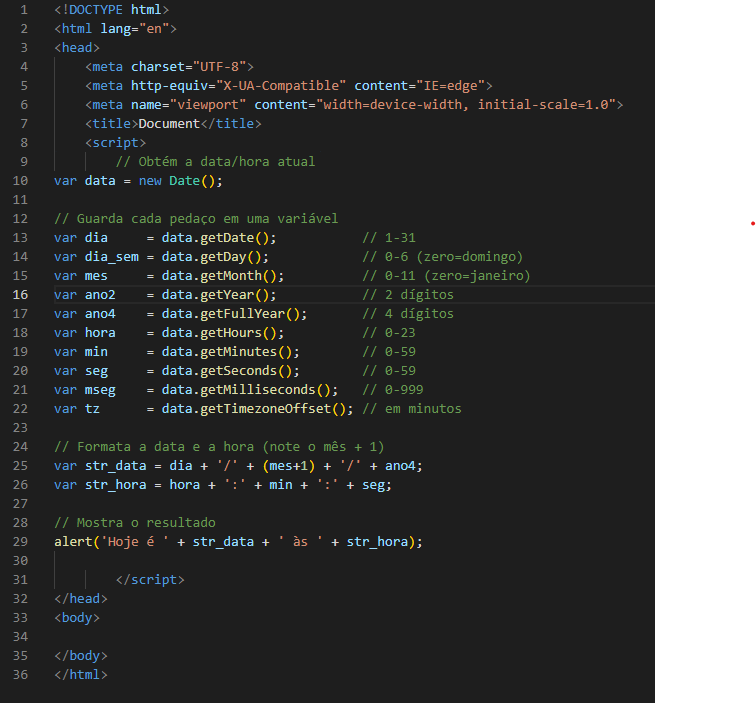 1 <!DOCTYPE html>
2 <html lang="en">
3 <head>
4     <meta charset="UTF-8">
5     <meta http-equiv="X-UA-Compatible" content="IE=edge">
6     <meta name="viewport" content="width=device-width, initial-scale=1.0">
7     <title>Document</title>
8     <script>
9         // Obtém a data/hora atual
10 var data = new Date();
11
12 // Guarda cada pedaço em uma variável
13 var dia     = data.getDate();           // 1-31
14 var dia_sem = data.getDay();            // 0-6 (zero=domingo)
15 var mes     = data.getMonth();          // 0-11 (zero=janeiro)
16 var ano2    = data.getYear();           // 2 dígitos
17 var ano4    = data.getFullYear();       // 4 dígitos
18 var hora    = data.getHours();          // 0-23
19 var min     = data.getMinutes();        // 0-59
20 var seg     = data.getSeconds();        // 0-59
21 var mseg    = data.getMilliseconds();   // 0-999
22 var tz      = data.getTimezoneOffset(); // em minutos
23
24 // Formata a data e a hora (note o mês + 1)
25 var str_data = dia + '/' + (mes+1) + '/' + ano4;
26 var str_hora = hora + ':' + min + ':' + seg;
27
28 // Mostra o resultado
29 alert('Hoje é ' + str_data + ' às ' + str_hora);
30
31         </script>
32 </head>
33 <body>
34
35 </body>
36 </html>